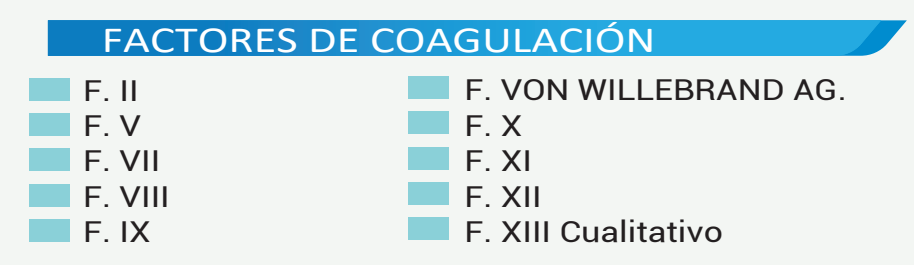 FACTORES DE COAGULACIÓN
F. II
F. V
F. VII
F. VIII
F. IX
F. VON WILLEBRAND AG.
F. X
F. XI
F. XII
F. XIII Cualitativo